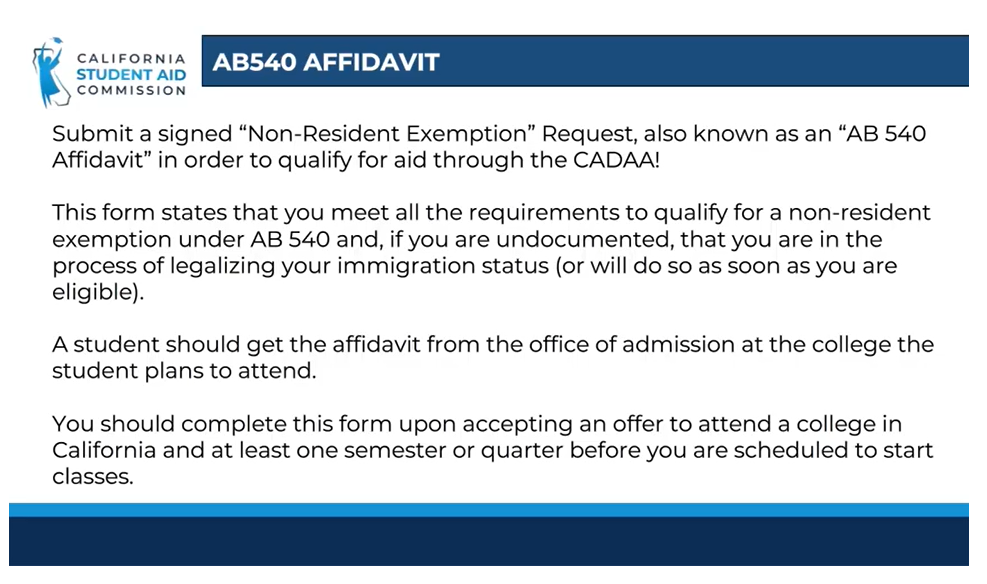 CALIFORNIA
STUDENT AID
COMMISSION
AB540 AFFIDAVIT
Submit a signed “Non-Resident Exemption” Request, also known as an “AB 540
Affidavit” in order to qualify for aid through the CADAA!
This form states that you meet all the requirements to qualify for a non-resident
exemption under AB 540 and, if you are undocumented, that you are in the
process of legalizing your immigration status (or will do so as soon as you are
eligible).
A student should get the affidavit from the office of admission at the college the
student plans to attend.
You should complete this form upon accepting an offer to attend a college in
California and at least one semester or quarter before you are scheduled to start
classes.